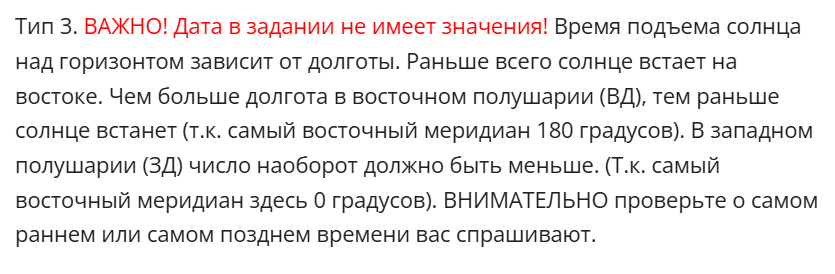 Тип 3. ВАЖНО! Дата в задании не имеет значения! Время подъема солнца
над горизонтом зависит от долготы. Раньше всего солнце встает на
востоке. Чем больше долгота в восточном полушарии (ВД), тем раньше
солнце встанет (т.к. самый восточный меридиан 180 градусов). В западном
полушарии (ЗД) число наоборот должно быть меньше. (Т.к. самый
восточный меридиан здесь 0 градусов). ВНИМАТЕЛЬНО проверьте о самом
раннем или самом позднем времени вас спрашивают.